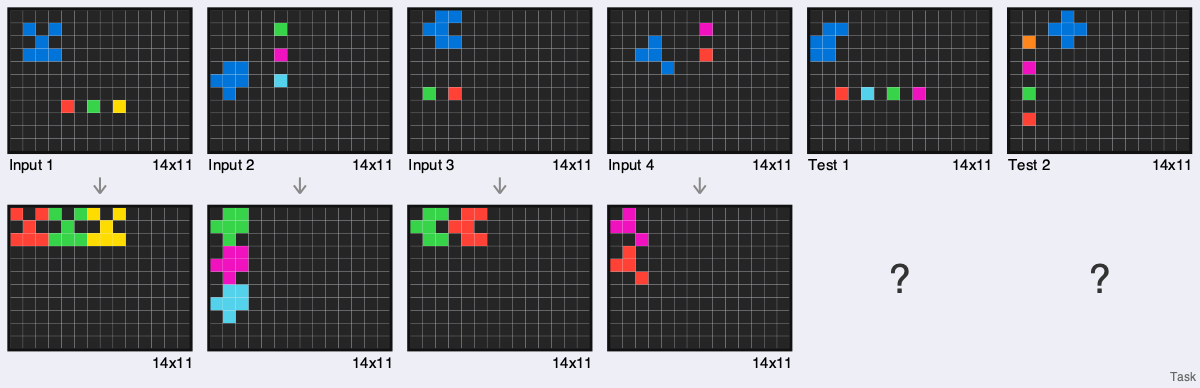 Input 1 14x11
Input 2 14x11
Input 3 14x11
Input 4 14x11
Test 1 14x11
Test 2 14x11
14x11
14x11
14x11
14x11
?
?
Task